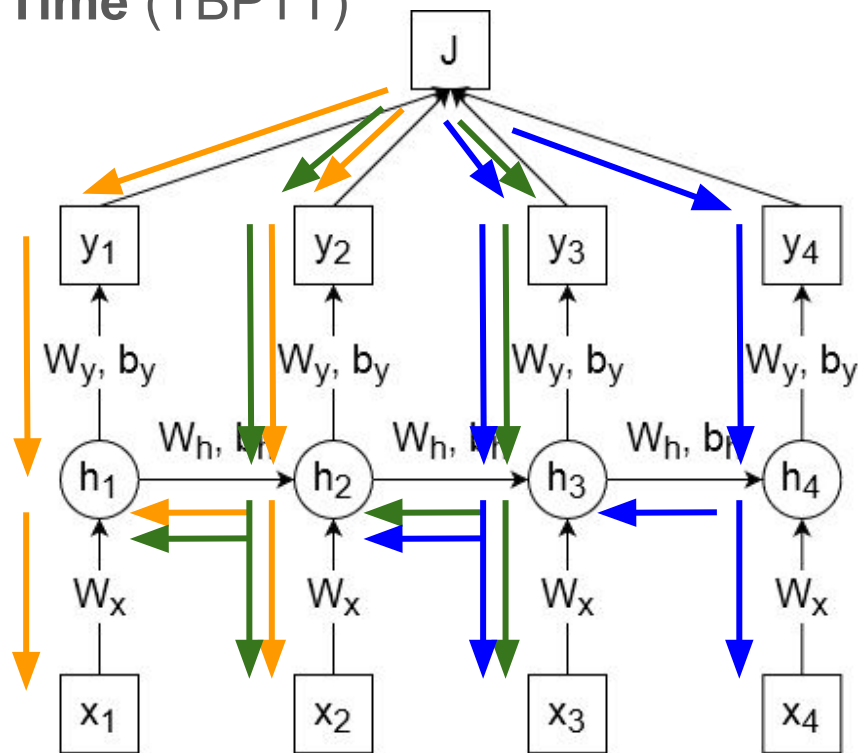 Time (TBPTT)
J
y1 y2 y3 y4
Wy, by Wy, by Wy, by Wy, by
Wh, bh Wh, bh Wh, bh
h1 h2 h3 h4
Wx Wx Wx Wx
x1 x2 x3 x4